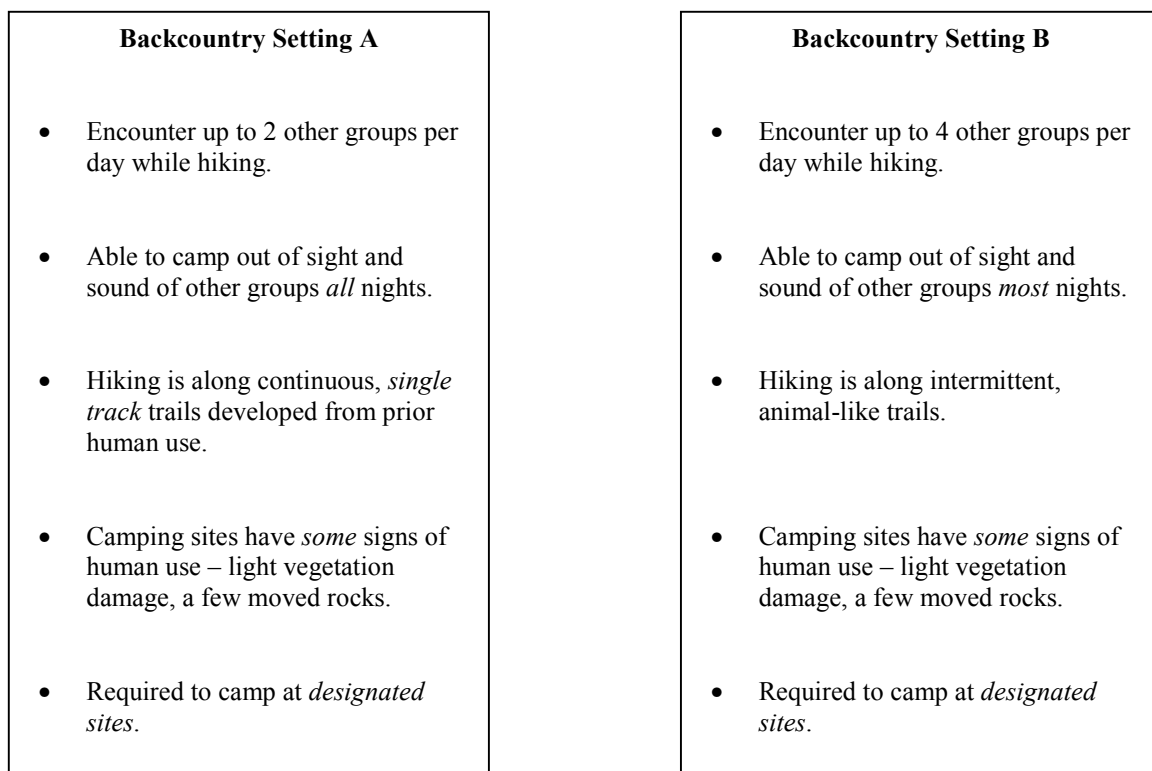 Backcountry Setting A
• Encounter up to 2 other groups per
day while hiking.
• Able to camp out of sight and
sound of other groups all nights.
• Hiking is along continuous, single
track trails developed from prior
human use.
• Camping sites have some signs of
human use – light vegetation
damage, a few moved rocks.
• Required to camp at designated
sites.
Backcountry Setting B
• Encounter up to 4 other groups per
day while hiking.
• Able to camp out of sight and
sound of other groups most nights.
• Hiking is along intermittent,
animal-like trails.
• Camping sites have some signs of
human use – light vegetation
damage, a few moved rocks.
• Required to camp at designated
sites.